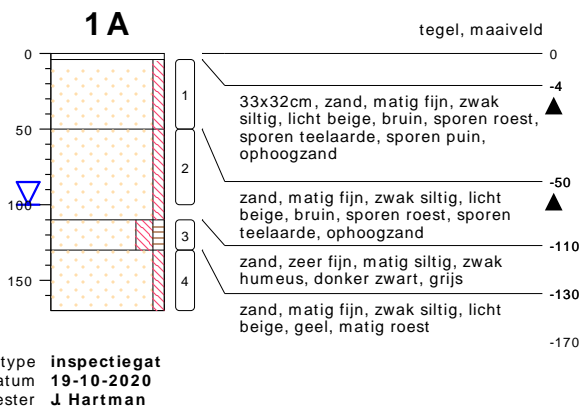 1 A
tegel, maaiveld
0
0
-4
33x32cm, zand, matig fijn, zwak
siltig, licht beige, bruin, sporen roest,
sporen teelaarde, sporen puin,
ophoogzand
1
50
-50
2
zand, matig fijn, zwak siltig, licht
beige, bruin, sporen roest, sporen
teelaarde, ophoogzand
100
-110
3
zand, zeer fijn, matig siltig, zwak
humeus, donker zwart, grijs
150
4
-130
zand, matig fijn, zwak siltig, licht
beige, geel, matig roest
-170
type inspectiegat
atum 19-10-2020
ester J Hartman